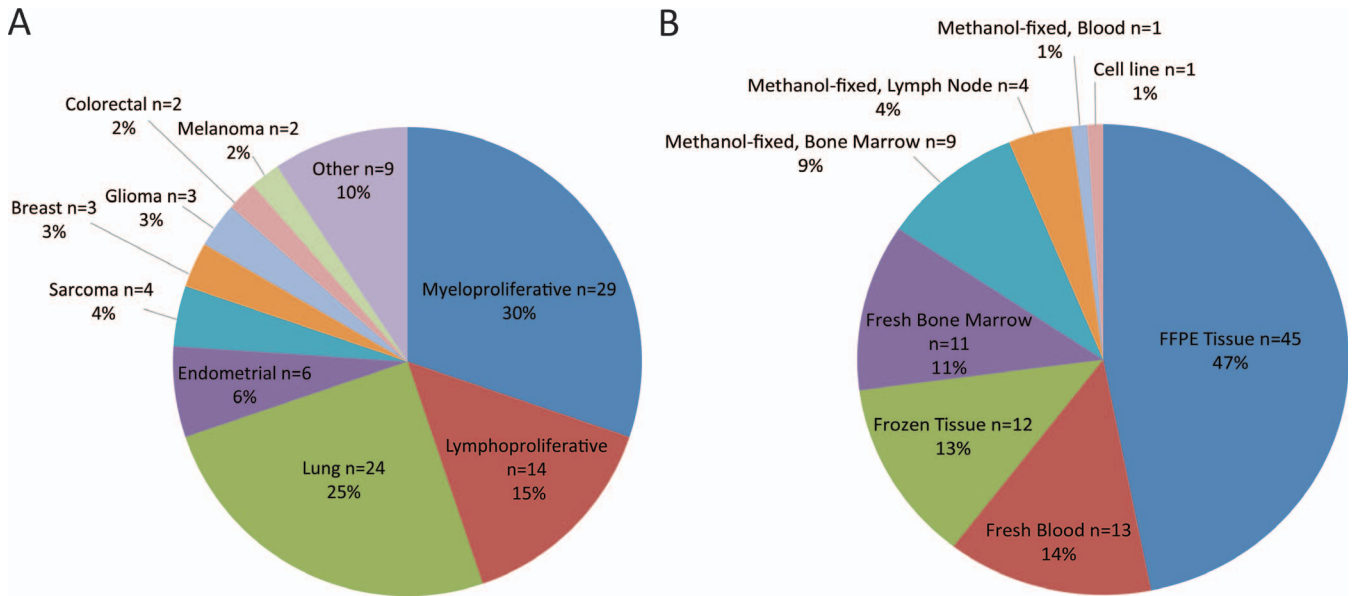 A
Colorectal n=2
2%
Melanoma n=2
2%
Other n=9
10%
Glioma n=3
3%
Breast n=3
3%
Sarcoma n=4
4%
Endometrial n=6
6%
Lung n=24
25%
Lymphoproliferative
n=14
15%
Myeloproliferative n=29
30%
B
Methanol-fixed, Blood n=1
1%
Cell line n=1
1%
Methanol-fixed, Lymph Node n=4
4%
Methanol-fixed, Bone Marrow n=9
9%
Fresh Bone Marrow
n=11
11%
Frozen Tissue n=12
13%
Fresh Blood n=13
14%
FFPE Tissue n=45
47%